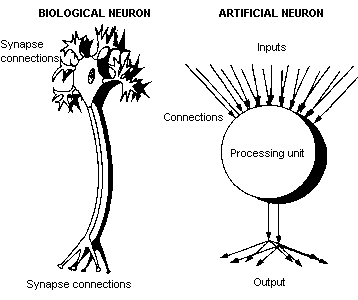 BIOLOGICAL NEURON
ARTIFICIAL NEURON
Synapse
connections
Inputs
Connections
Processing unit
Synapse connections
Output